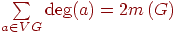 ∑_{a∈VG} deg(a) = 2m (G)